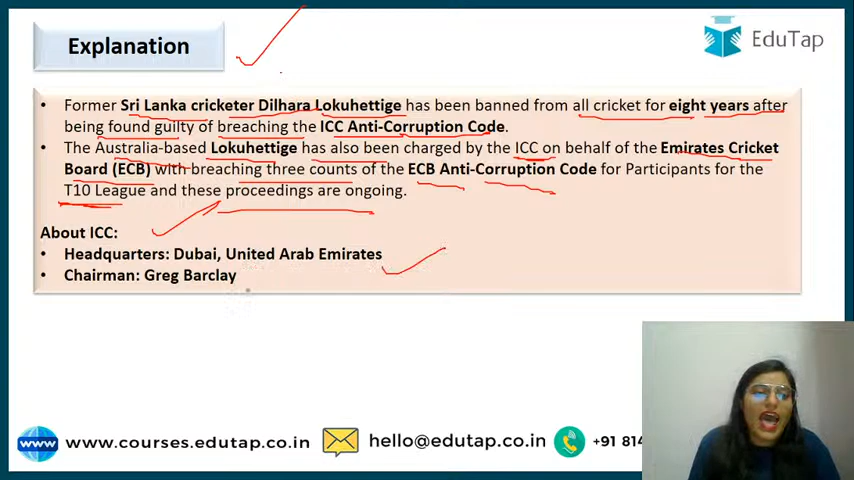 Explanation
EduTap
• Former Sri Lanka cricketer Dilhara Lokuhettige has been banned from all cricket for eight years after
being found guilty of breaching the ICC Anti-Corruption Code.
• The Australia-based Lokuhettige has also been charged by the ICC on behalf of the Emirates Cricket
Board (ECB) with breaching three counts of the ECB Anti-Corruption Code for Participants for the
T10 League and these proceedings are ongoing.
About ICC:
• Headquarters: Dubai, United Arab Emirates
• Chairman: Greg Barclay
www www.courses.edutap.co.in hello@edutap.co.in +91 814